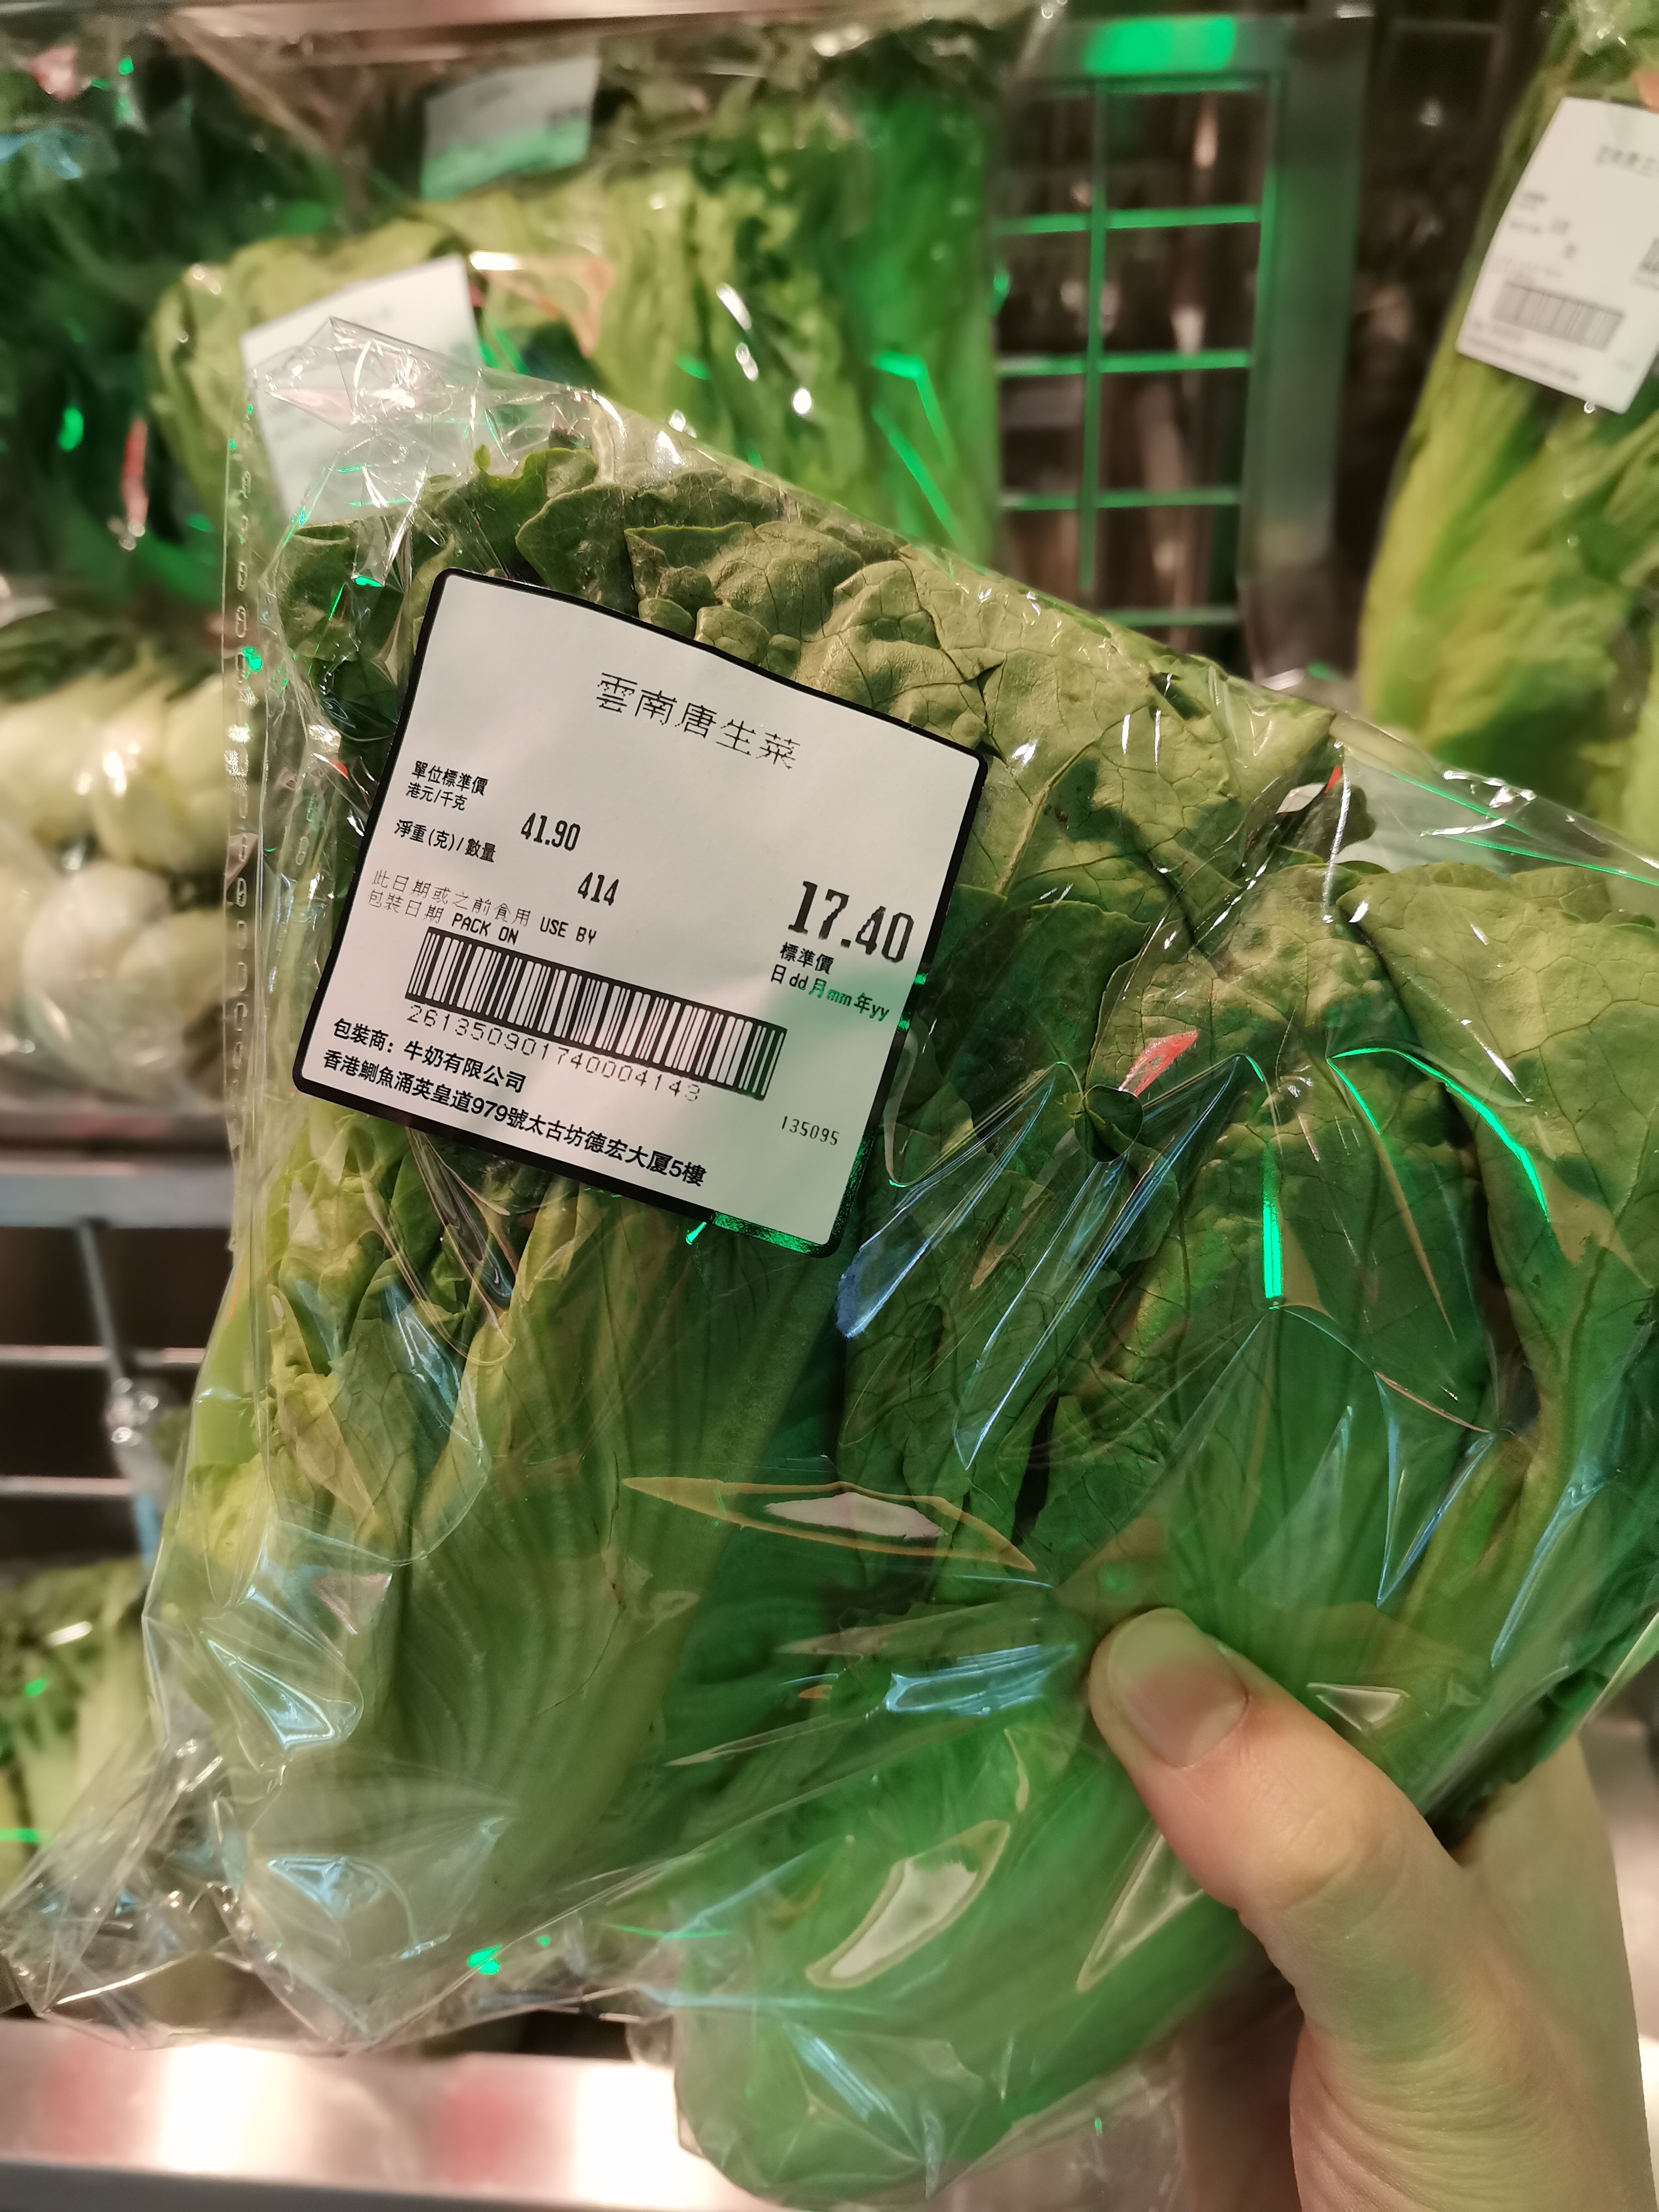 雲南唐生菜
單位標準價
港元/千克
41.90
淨重(克)/數量
414
17.40
標準價
日dd月mm年yy
此日期或之前食用 USE BY
包裝日期 PACK ON
2613509017400041​43
135095
包裝商：牛奶有限公司
香港鰂魚涌英皇道979號太古坊德宏大厦5樓